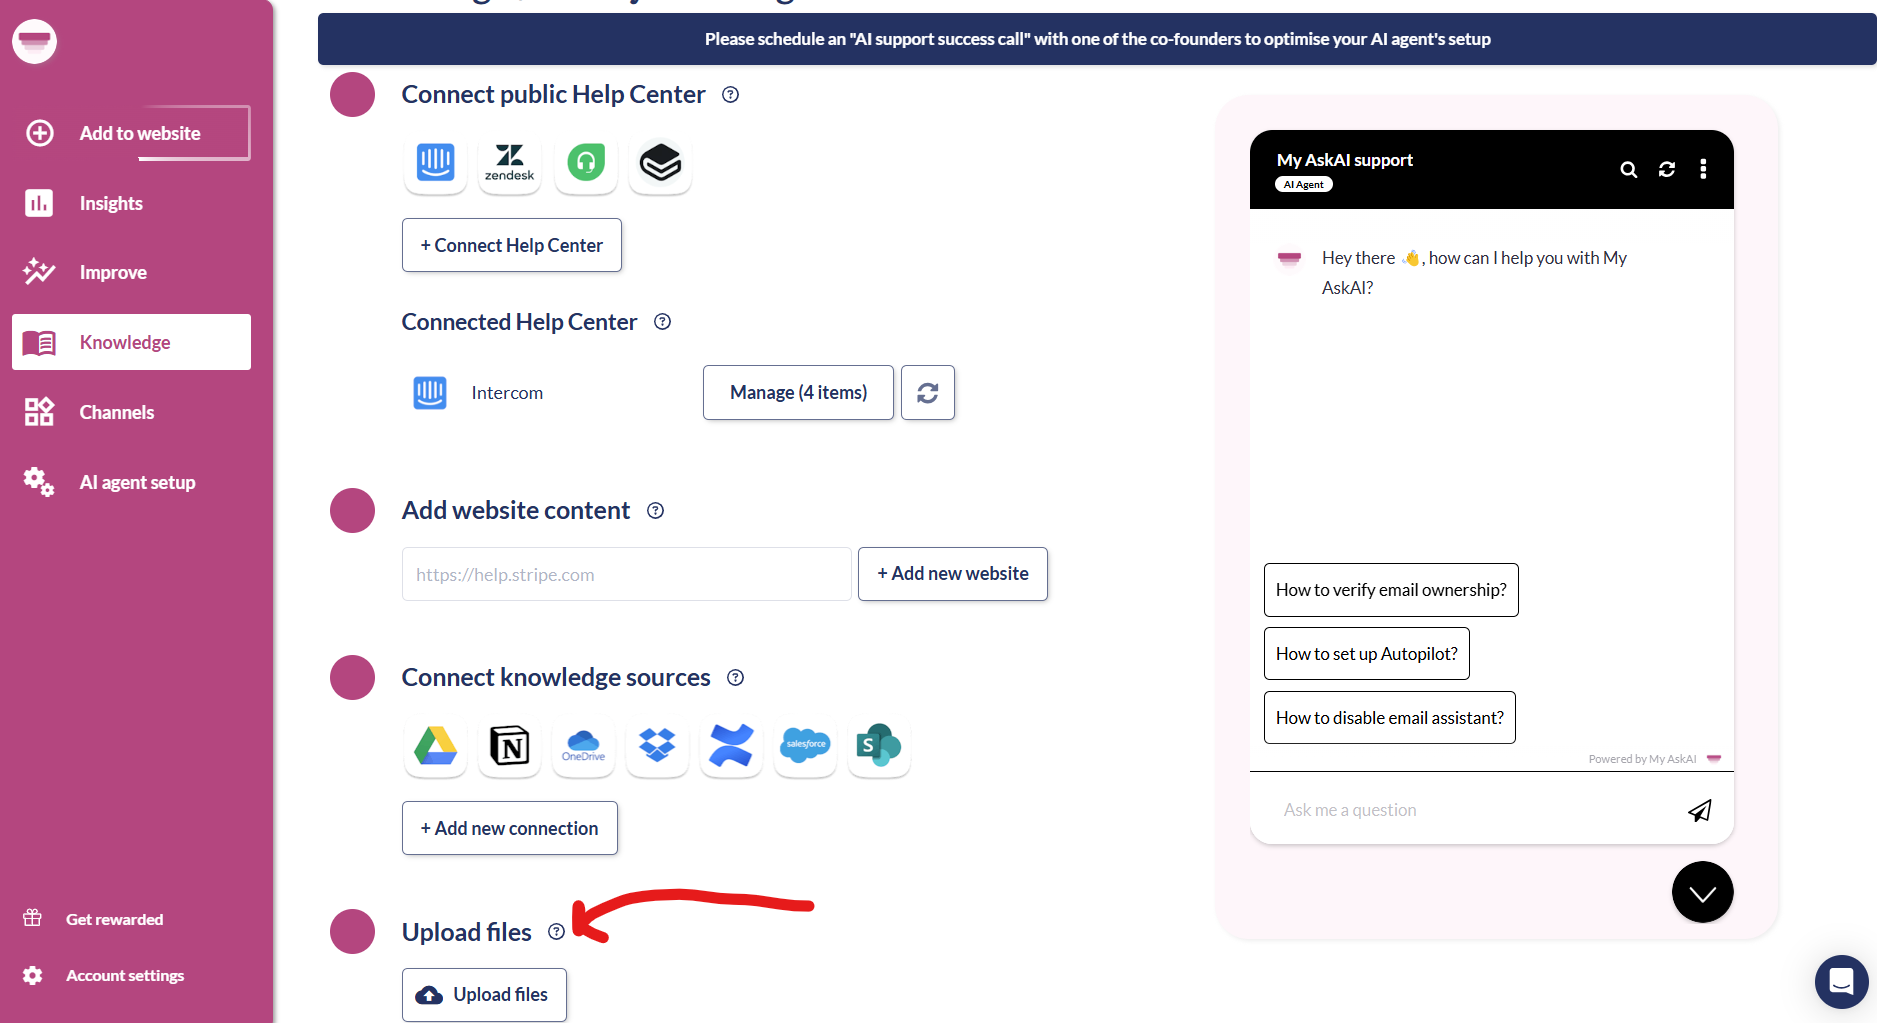 Please schedule an "AI support success call" with one of the co-founders to optimise your AI agent's setup
Add to website
Insights
Improve
Knowledge
Channels
AI agent setup
Get rewarded
Account settings
Connect public Help Center
zendesk
+ Connect Help Center
Connected Help Center
Intercom
Manage (4 items)
Add website content
https://help.stripe.com
+ Add new website
Connect knowledge sources
N
OneDrive
salesforce
S
+ Add new connection
Upload files
Upload files
My AskAI support
AI Agent
Hey there 👋, how can I help you with My
AskAI?
How to verify email ownership?
How to set up Autopilot?
How to disable email assistant?
Powered by My AskAI
Ask me a question